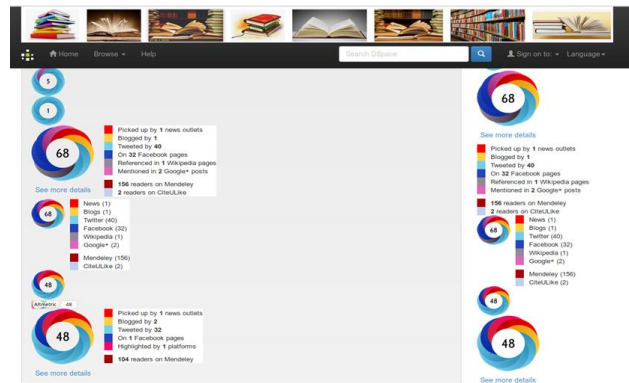 Home Browse Help Search DSpace Sign on to: Language
5
1
68
Picked up by 1 news outlets
Blogged by 1
Tweeted by 40
On 32 Facebook pages
Referenced in 1 Wikipedia pages
Mentioned in 2 Google+ posts
156 readers on Mendeley
2 readers on CiteULike
See more details
68
News (1)
Blogs (1)
Twitter (40)
Facebook (32)
Wikipedia (1)
Google+ (2)
Mendeley (156)
CiteULike (2)
48
Altmetric 48
48
Picked up by 1 news outlets
Blogged by 2
Tweeted by 32
On 1 Facebook pages
Highlighted by 1 platforms
104 readers on Mendeley
See more details
68
See more details
Picked up by 1 news outlets
Blogged by 1
Tweeted by 40
On 32 Facebook pages
Referenced in 1 Wikipedia pages
Mentioned in 2 Google+ posts
156 readers on Mendeley
2 readers on CiteULike
68
News (1)
Blogs (1)
Twitter (40)
Facebook (32)
Wikipedia (1)
Google+ (2)
Mendeley (156)
CiteULike (2)
48
48
See more details